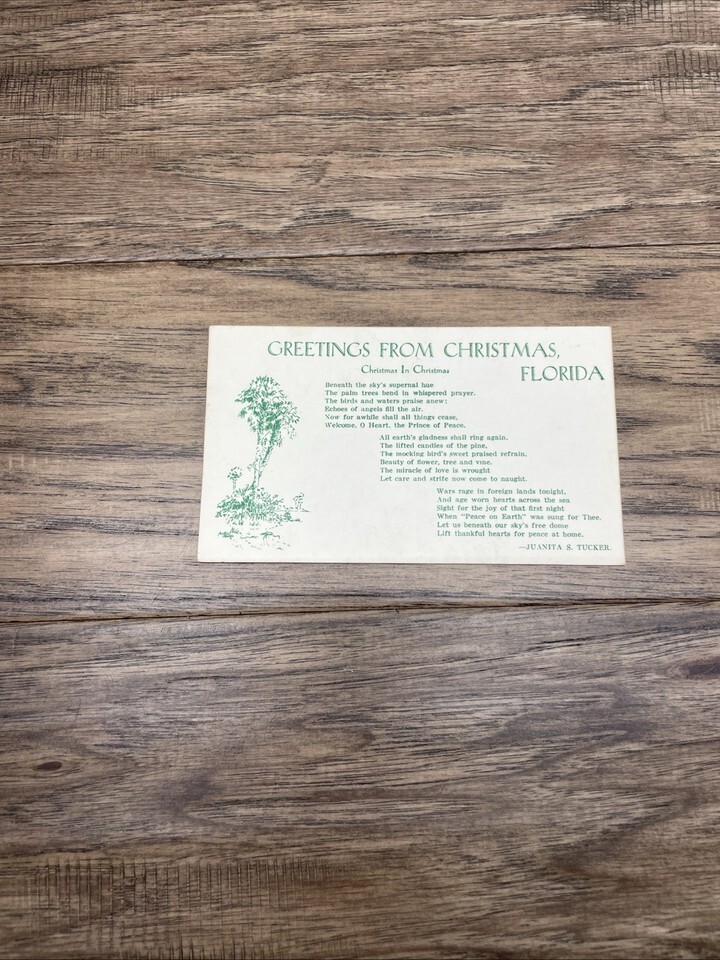 GREETINGS FROM CHRISTMAS,
FLORIDA
Christmas In Christmas
Beneath the sky's supernal hue
The palm trees bend in whispered prayer.
The birds and waters praise anew;
Echoes of angels fill the air.
Now for awhile shall all things cease,
Welcome, O Heart, the Prince of Peace.
All earth's gladness shall ring again.
The lifted candles of the pine,
The mocking bird's sweet praised refrain,
Beauty of flower, tree and vine.
The miracle of love is wrought
Let care and strife now come to naught.
Wars rage in foreign lands tonight,
And age worn hearts across the sea
Sight for the joy of that first night
When "Peace on Earth" was sung for Thee.
Let us beneath our sky's free dome
Lift thankful hearts for peace at home.
—JUANITA S. TUCKER.